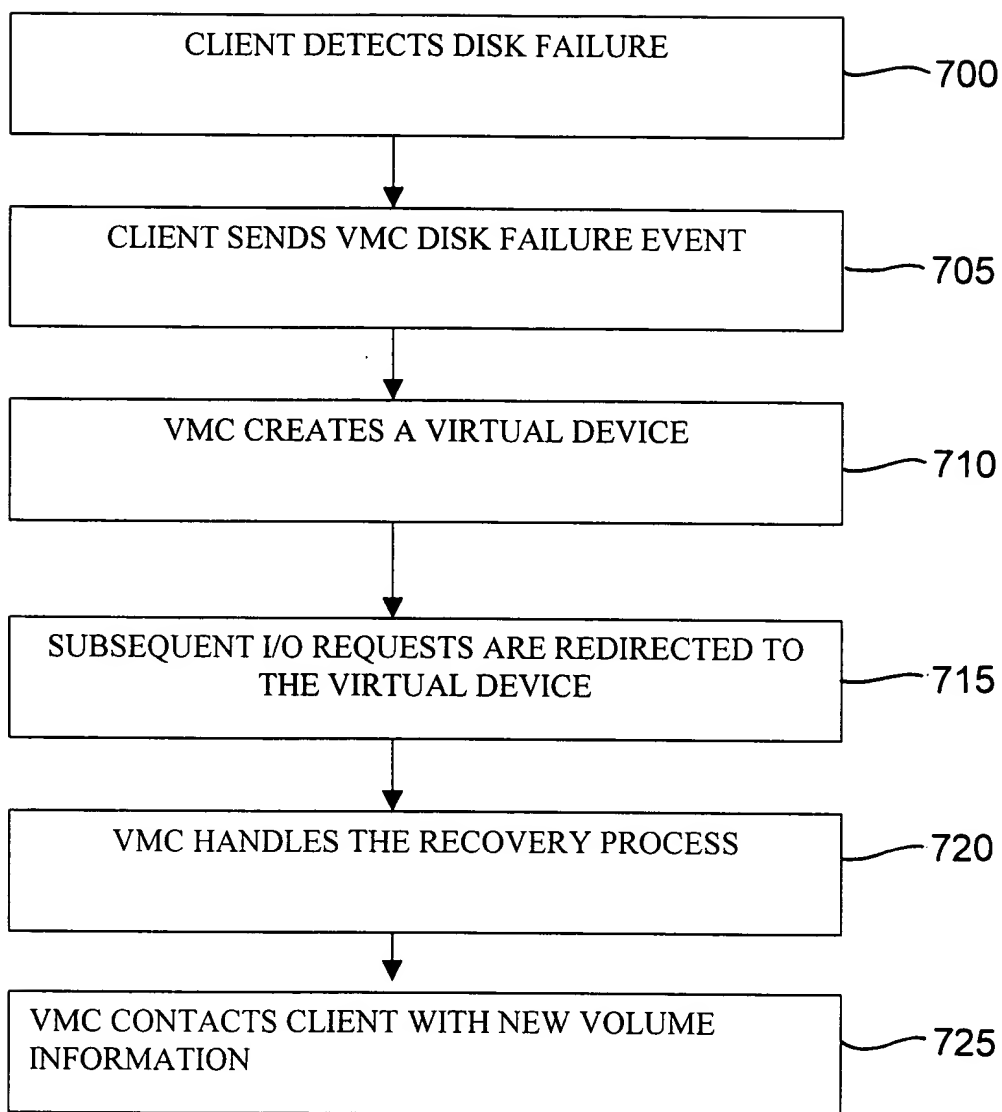 CLIENT DETECTS DISK FAILURE
700
CLIENT SENDS VMC DISK FAILURE EVENT
705
VMC CREATES A VIRTUAL DEVICE
710
SUBSEQUENT I/O REQUESTS ARE REDIRECTED TO
THE VIRTUAL DEVICE
715
VMC HANDLES THE RECOVERY PROCESS
720
VMC CONTACTS CLIENT WITH NEW VOLUME
INFORMATION
725